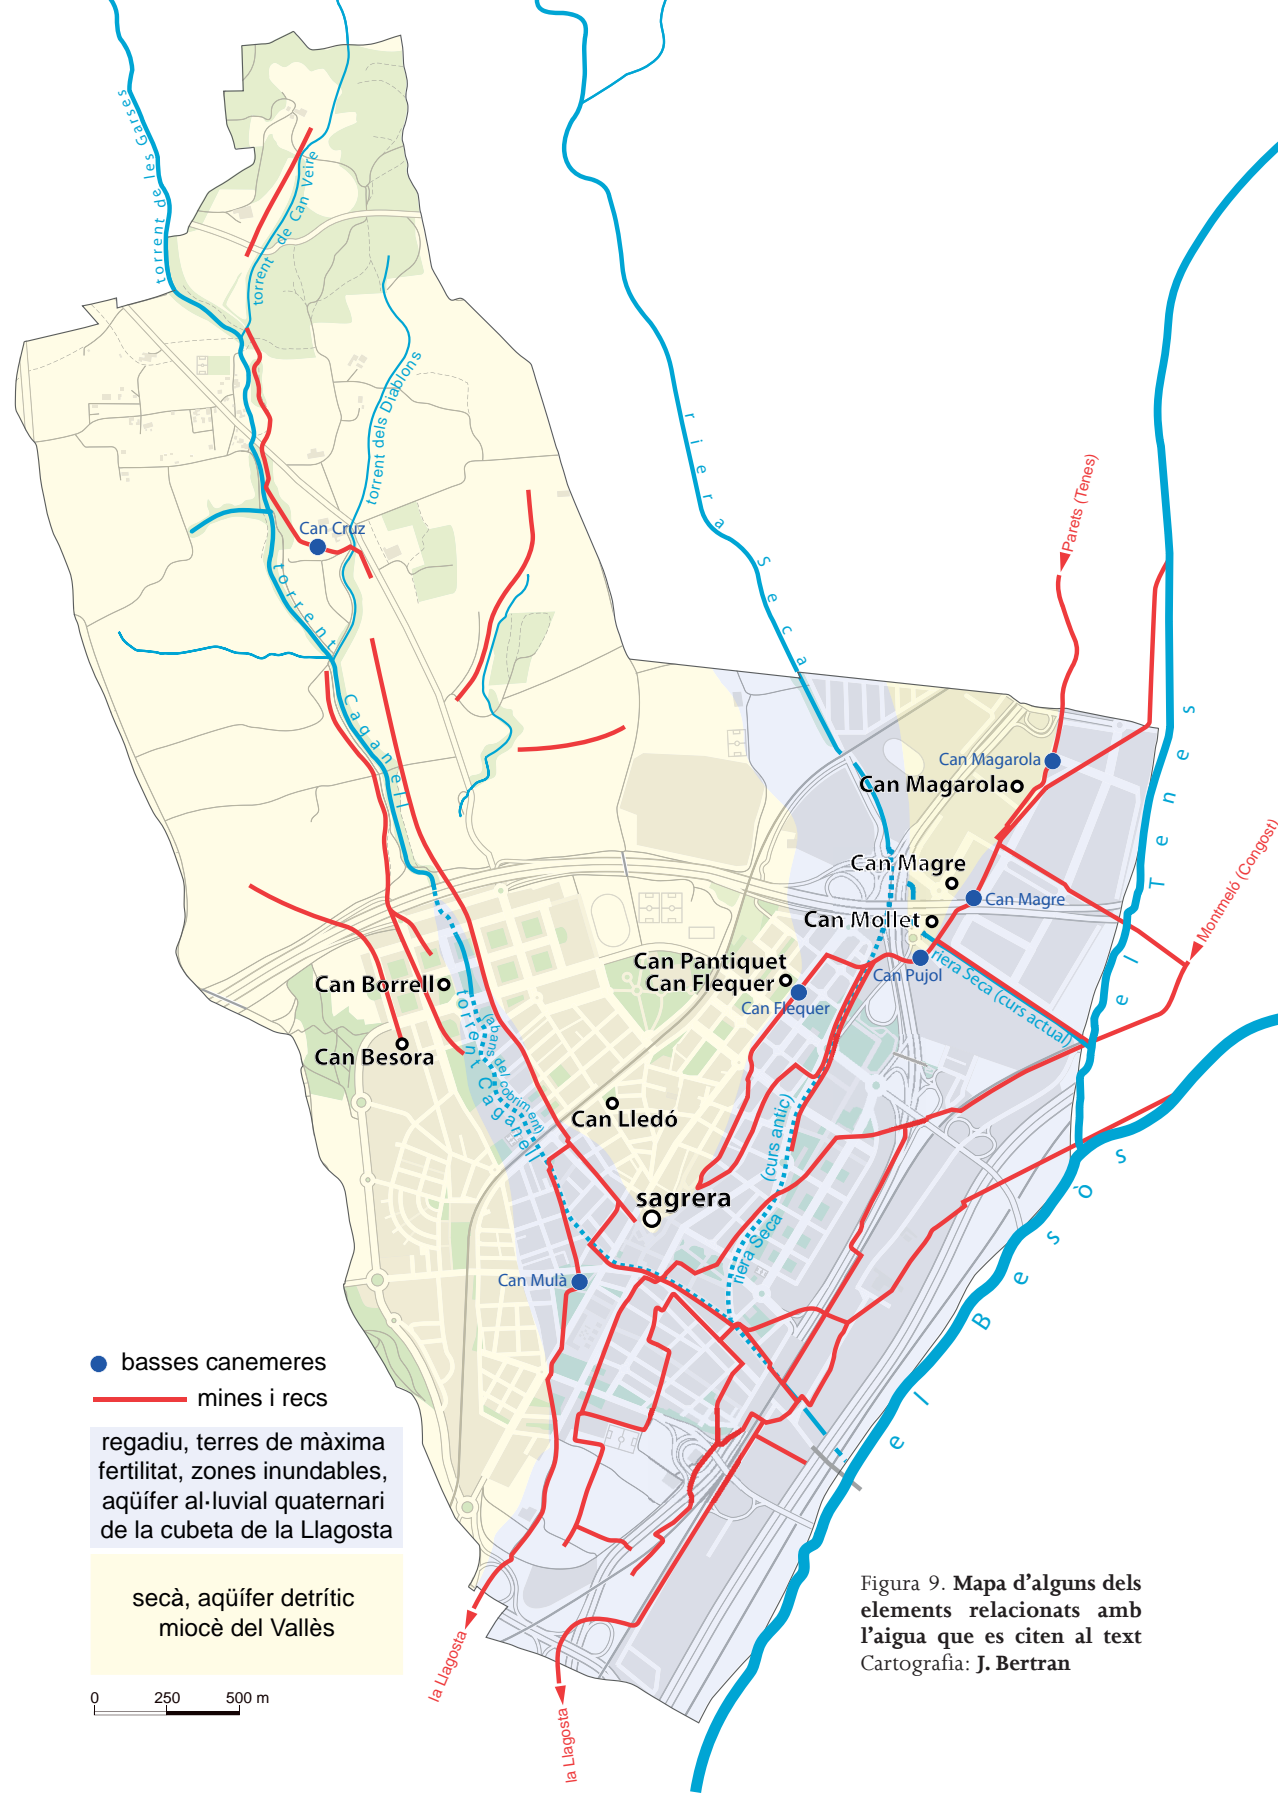 torrent de les Garses
torrent de Can Veire
torrent dels Diablons
Can Cruz
riera Seca
Parets (Tenes)
torrent Caganell
el Tenes
Can Magarola
Can Magarola
Montmeló (Congost)
Can Magre
Can Magre
Can Mollet
riera Seca (curs actual)
Can Pujol
Can Pantiquet
Can Flequer
Can Flequer
Can Borrell
Can Besora
torrent Caganell
(abans del cobriment)
Can Lledó
(curs antic)
riera Seca
sagrera
el Besòs
Can Mulà
basses canemeres
mines i recs
regadiu, terres de màxima
fertilitat, zones inundables,
aqüífer al·luvial quaternari
de la cubeta de la Llagosta
secà, aqüífer detrític
miocè del Vallès
0 250 500 m
la Llagosta
la Llagosta
Figura 9. Mapa d'alguns dels
elements relacionats amb
l'aigua que es citen al text
Cartografia: J. Bertran